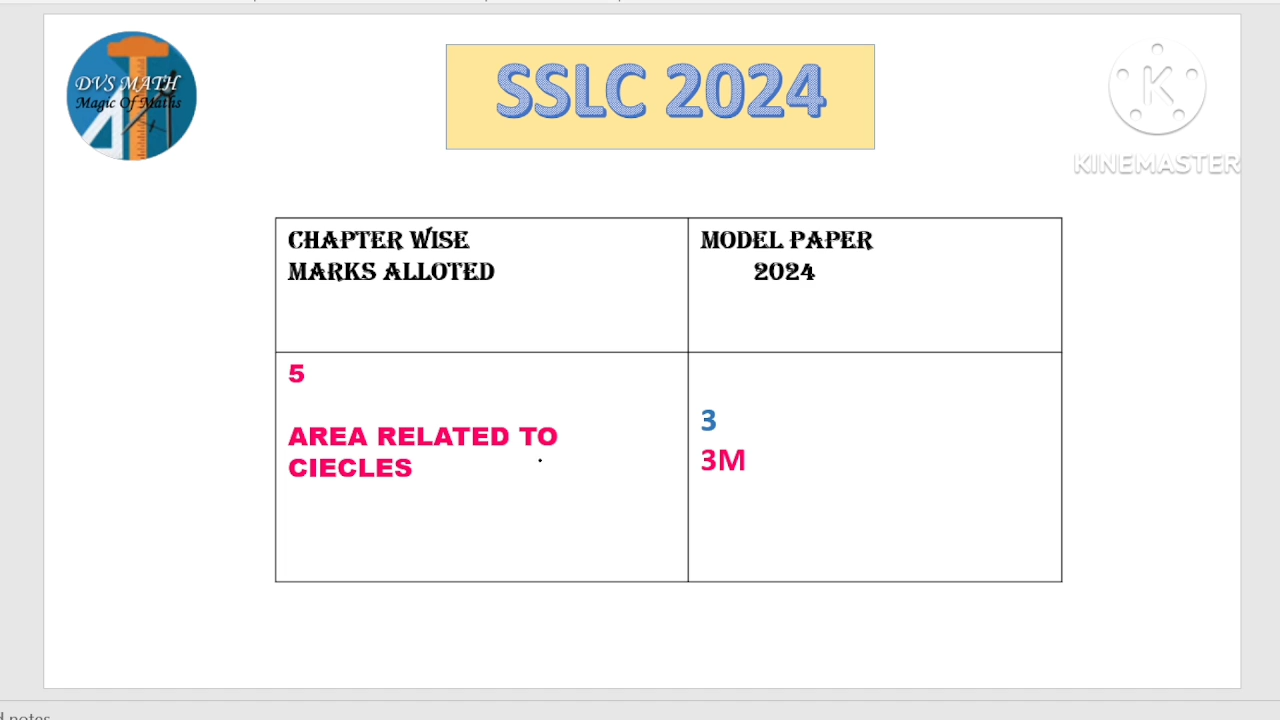 DVS MATH
Magic Of Maths
SSLC 2024
K
KINEMASTER
CHAPTER WISE
MARKS ALLOTED
MODEL PAPER
2024
5
AREA RELATED TO
CIECLES
3
3M
notes